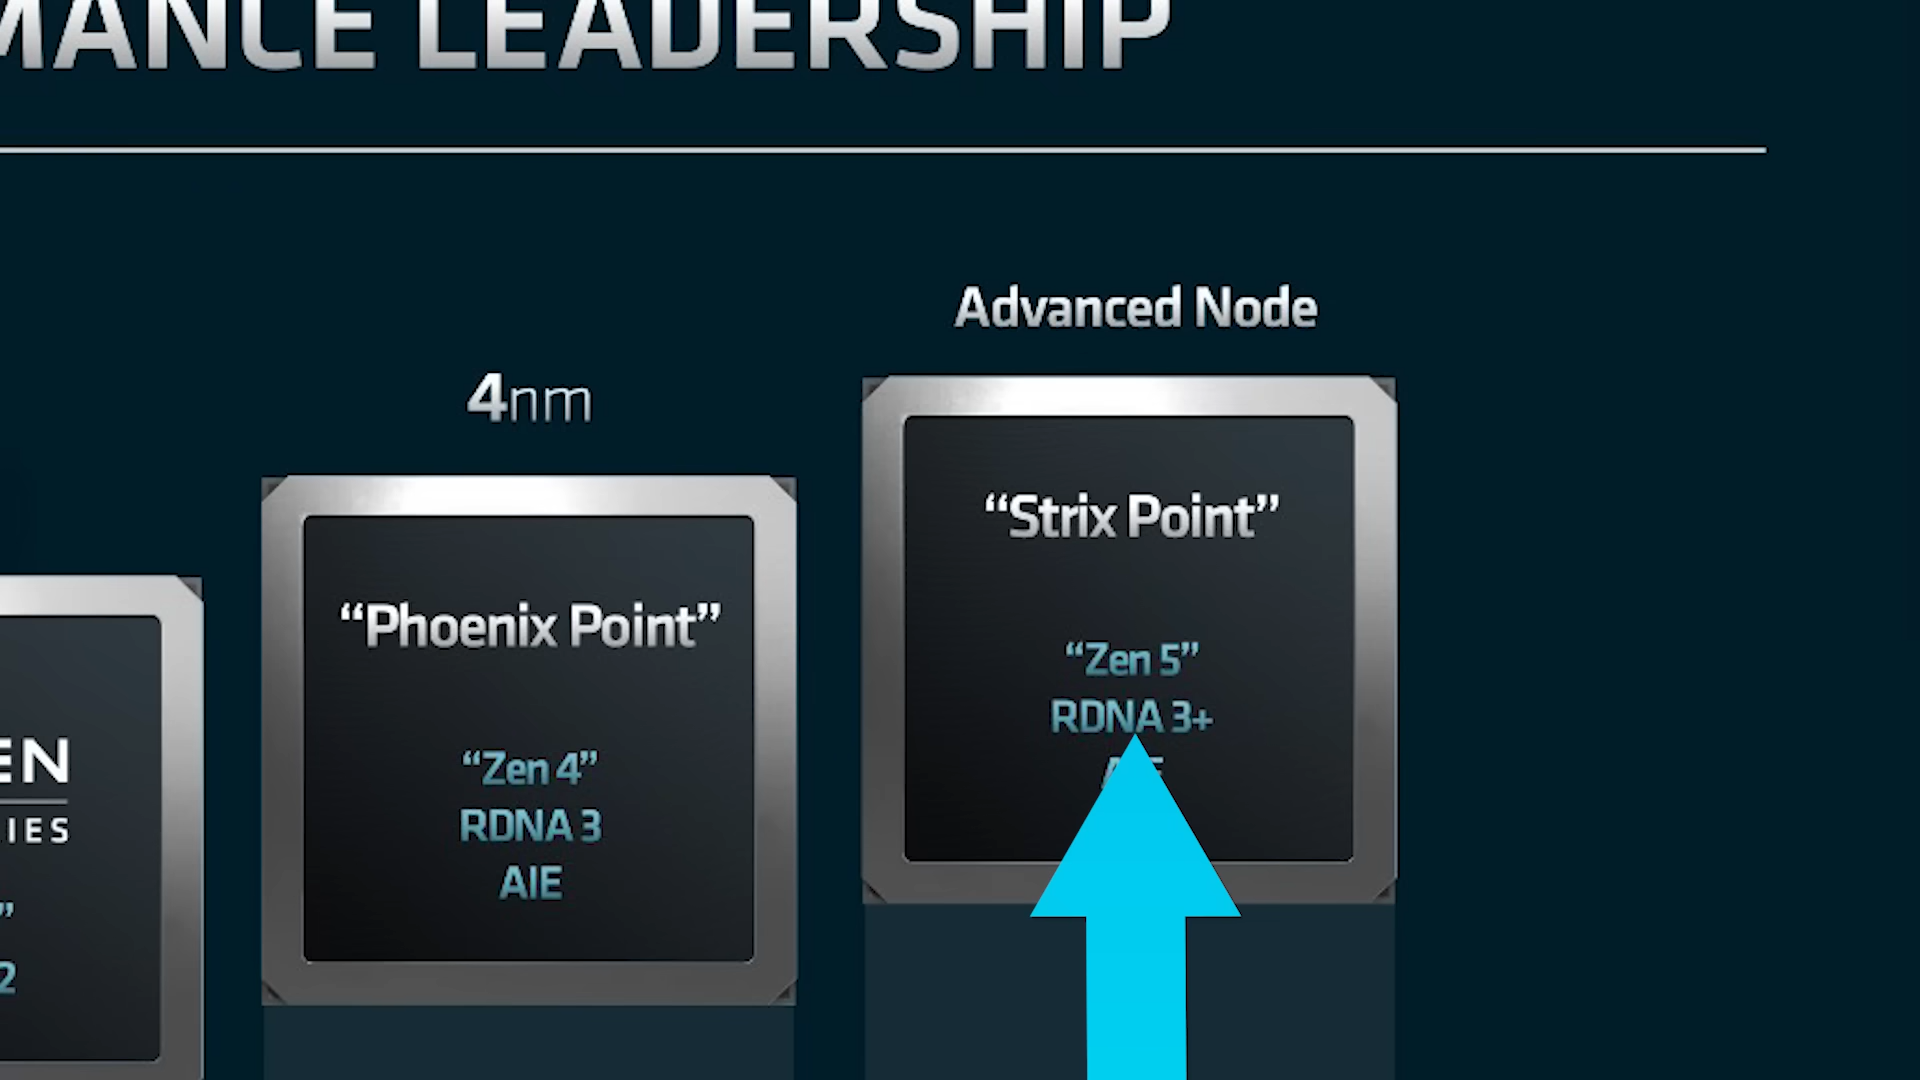 MANCE LEADERSHIP
Advanced Node
4nm
“Strix Point”
“Zen 5”
RDNA 3+
“Phoenix Point”
“Zen 4”
RDNA 3
AIE
EN
IES
”
2